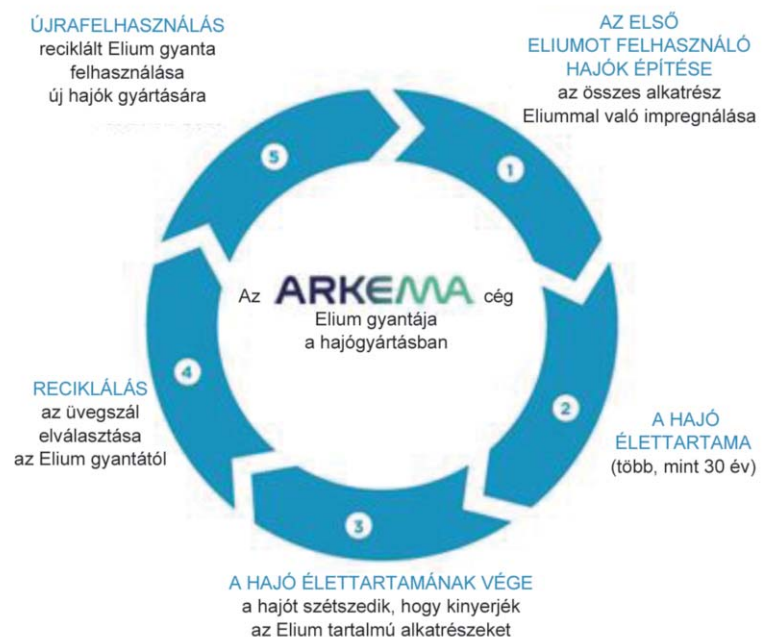 ÚJRAFELHASZNÁLÁS
reciklált Elium gyanta
felhasználása
új hajók gyártására
AZ ELSŐ
ELIUMOT FELHASZNÁLÓ
HAJÓK ÉPÍTÉSE
az összes alkatrész
Eliummal való impregnálása
5
1
Az ARKEMA cég
Elium gyantája
a hajógyártásban
4
RECIKLÁLÁS
az üvegszál
elválasztása
az Elium gyantától
2
A HAJÓ
ÉLETTARTAMA
(több, mint 30 év)
3
A HAJÓ ÉLETTARTAMÁNAK VÉGE
a hajót szétszedik, hogy kinyerjék
az Elium tartalmú alkatrészeket